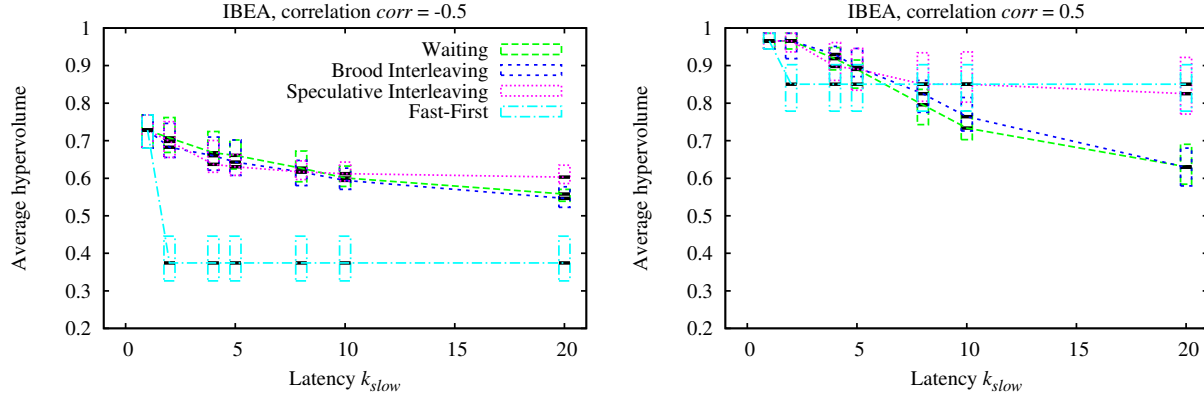 IBEA, correlation corr = -0.5
1
0.9
0.8
0.7
0.6
0.5
0.4
0.3
0.2
Average hypervolume
Waiting
Brood Interleaving
Speculative Interleaving
Fast-First
0 5 10 15 20
Latency k_slow
IBEA, correlation corr = 0.5
1
0.9
0.8
0.7
0.6
0.5
0.4
0.3
0.2
Average hypervolume
0 5 10 15 20
Latency k_slow